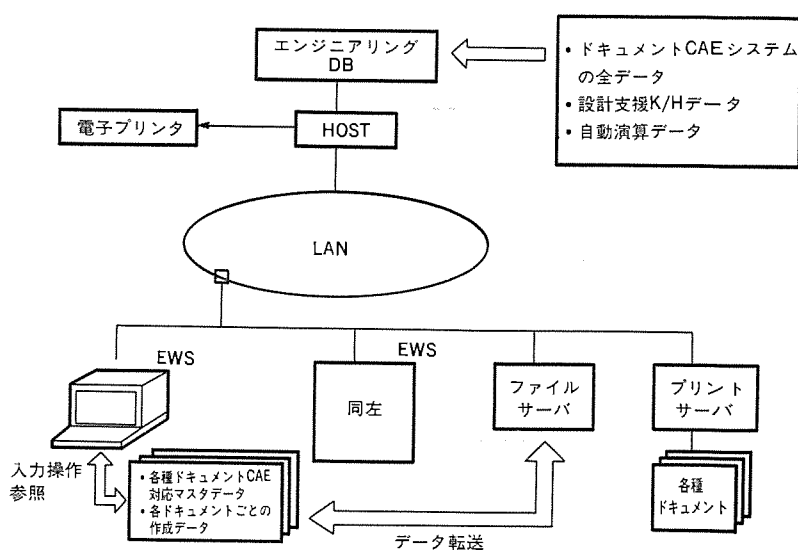 エンジニアリング
DB
・ドキュメントCAEシステム
の全データ
・設計支援K/Hデータ
・自動演算データ
電子プリンタ
HOST
LAN
EWS
EWS
同左
ファイル
サーバ
プリント
サーバ
入力操作
参照
・各種ドキュメントCAE
対応マスタデータ
・各ドキュメントごとの
作成データ
各種
ドキュメント
データ転送